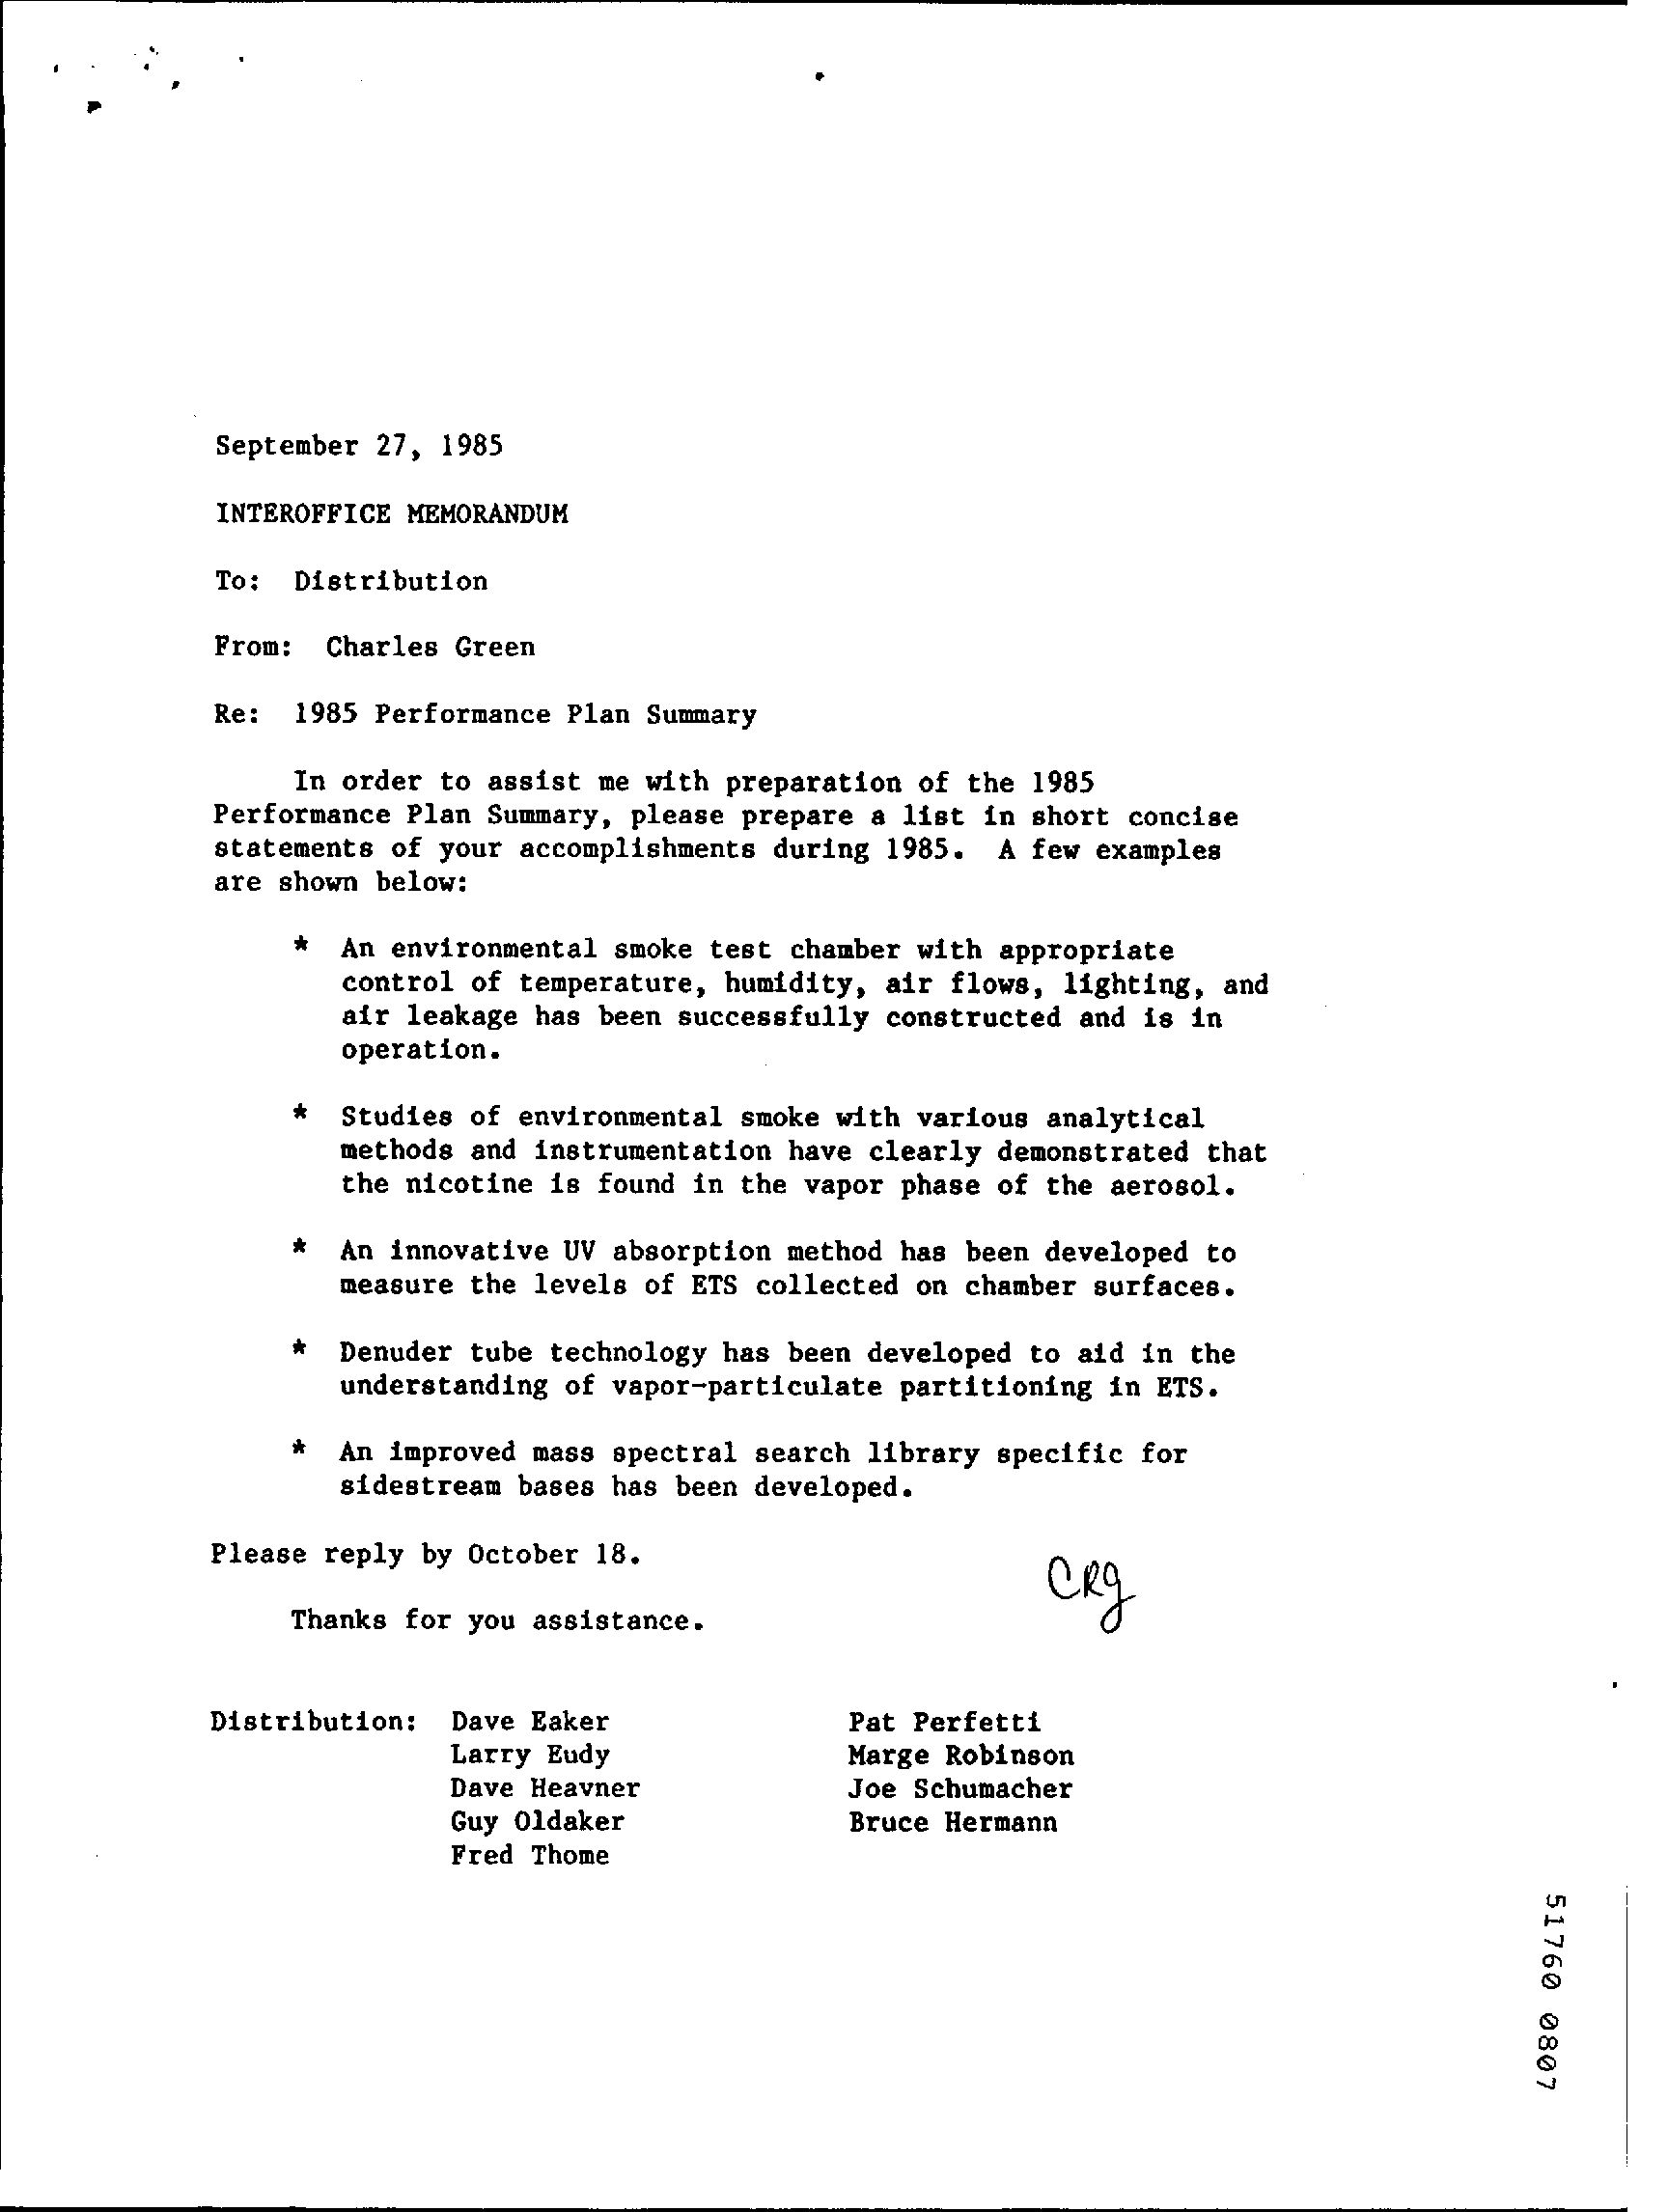 September 27, 1985
INTEROFFICE MEMORANDUM
To:  Distribution
From:  Charles Green
Re:  1985 Performance Plan Summary
In order to assist me with preparation of the 1985
Performance Plan Summary, please prepare a list in short concise
statements of your accomplishments during 1985.  A few examples
are shown below:
*  An environmental smoke test chamber with appropriate
control of temperature, humidity, air flows, lighting, and
air leakage has been successfully constructed and is in
operation.
*  Studies of environmental smoke with various analytical
methods and instrumentation have clearly demonstrated that
the nicotine is found in the vapor phase of the aerosol.
*  An innovative UV absorption method has been developed to
measure the levels of ETS collected on chamber surfaces.
*  Denuder tube technology has been developed to aid in the
understanding of vapor-particulate partitioning in ETS.
*  An improved mass spectral search library specific for
sidestream bases has been developed.
Please reply by October 18.
CRg
Thanks for you assistance.
Distribution:  Dave Eaker  Pat Perfetti
Larry Eudy  Marge Robinson
Dave Heavner  Joe Schumacher
Guy Oldaker  Bruce Hermann
Fred Thome
51760 0807